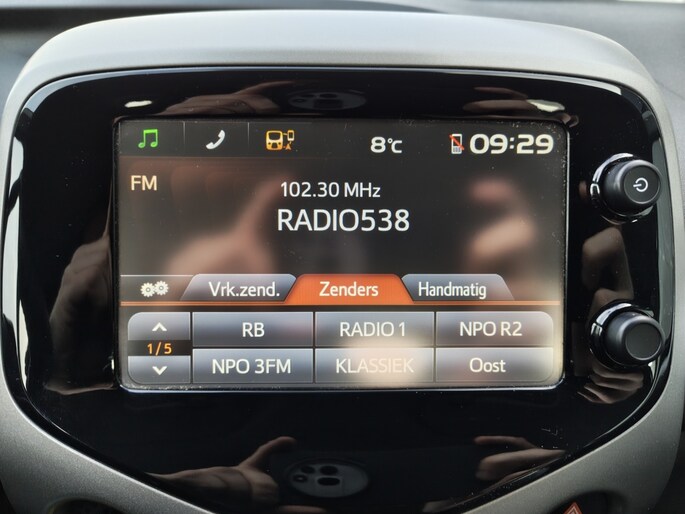 8°C 09:29
FM
102.30 MHz
RADIO538
Vrk.zend. Zenders Handmatig
RB RADIO 1 NPO R2
1/5
NPO 3FM KLASSIEK Oost